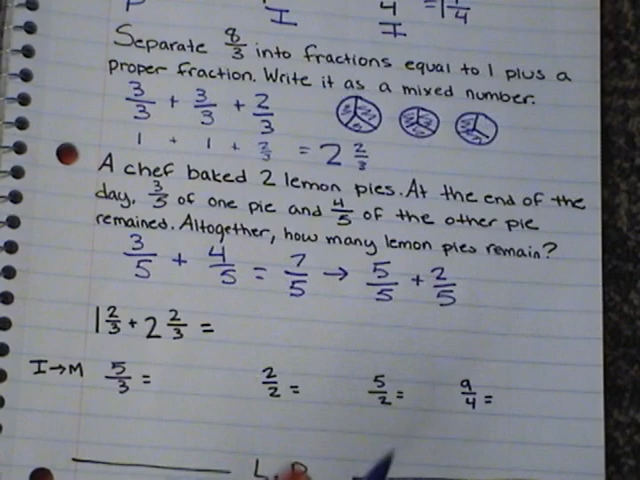 P I 4 = 1 1/4
I
Separate 8/3 into fractions equal to 1 plus a
proper fraction. Write it as a mixed number.
3/3 + 3/3 + 2/3
1 + 1 + 2/3 = 2 2/3
A chef baked 2 lemon pies. At the end of the
day, 3/5 of one pie and 4/5 of the other pie
remained. Altogether, how many lemon pies remain?
3/5 + 4/5 = 7/5 → 5/5 + 2/5
1 2/3 + 2 2/3 =
I→M 5/3 = 2/2 = 5/2 = 9/4 =